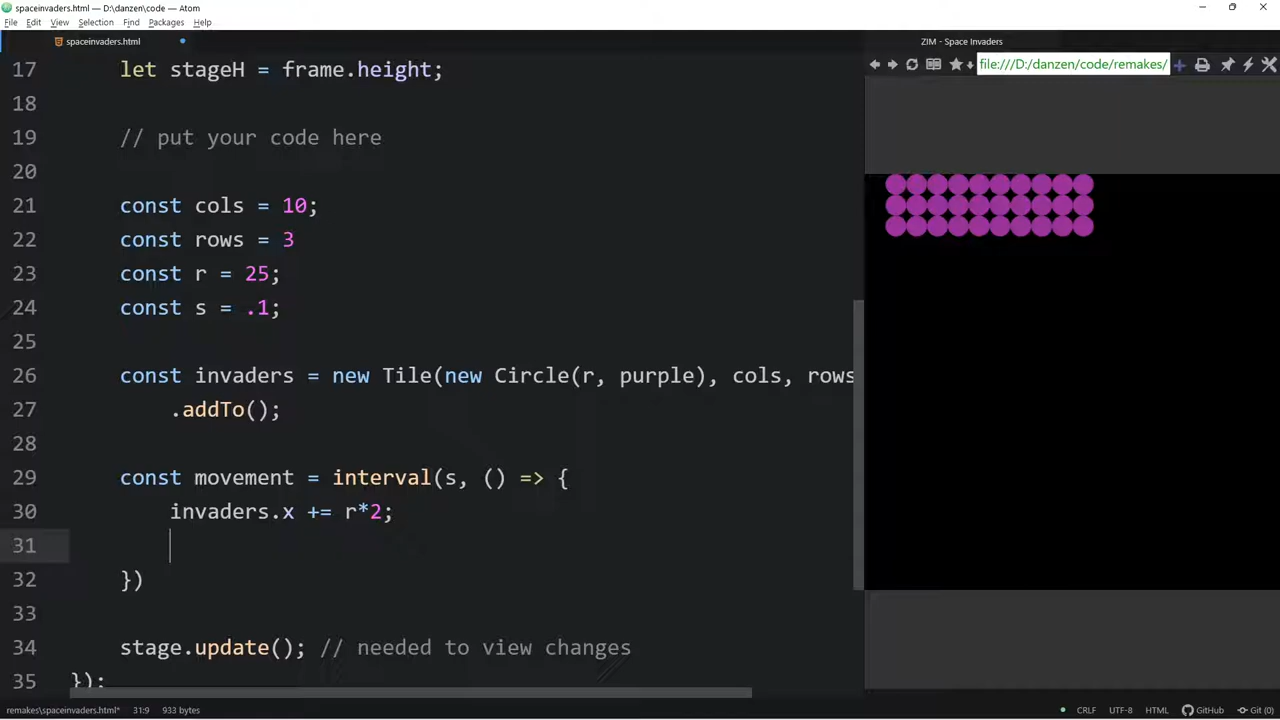 spaceinvaders.html — D:\danzen\code — Atom
File Edit View Selection Find Packages Help
spaceinvaders.html
ZIM - Space Invaders
file:///D:/danzen/code/remakes/
17 let stageH = frame.height;
18
19 // put your code here
20
21 const cols = 10;
22 const rows = 3
23 const r = 25;
24 const s = .1;
25
26 const invaders = new Tile(new Circle(r, purple), cols, rows
27 .addTo();
28
29 const movement = interval(s, () => {
30 invaders.x += r*2;
31
32 })
33
34 stage.update(); // needed to view changes
35 });
remakes\spaceinvaders.html* 31:9 933 bytes
CRLF UTF-8 HTML GitHub Git (0)